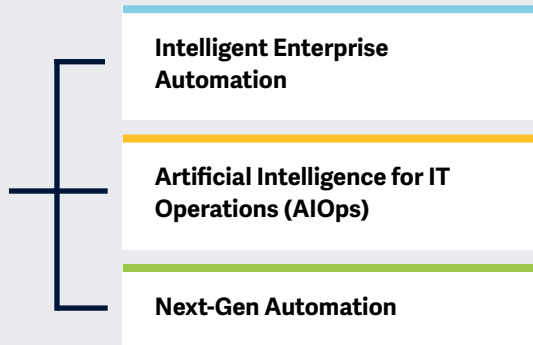 Intelligent Enterprise
Automation
Artificial Intelligence for IT
Operations (AIOps)
Next-Gen Automation